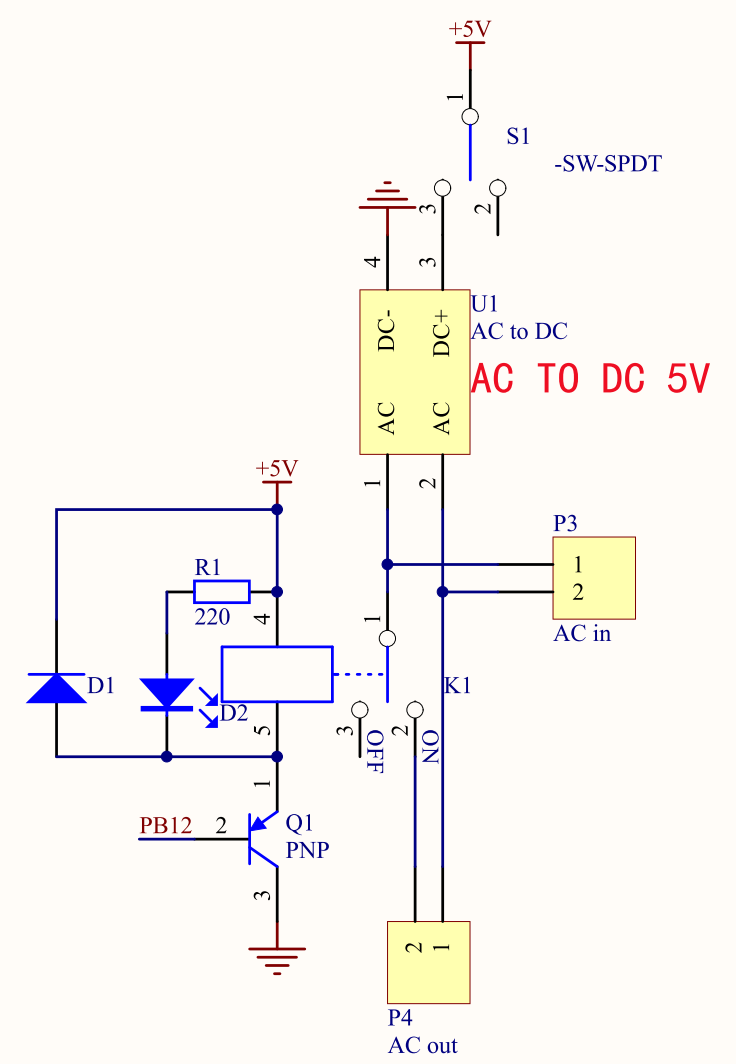 +5V
1
S1
-SW-SPDT
3
2
4
3
DC-
DC+
U1
AC to DC
AC TO DC 5V
AC
AC
1
2
+5V
P3
1
2
AC in
R1
220
4
1
D1
D2
K1
5
3
OFF
2
ON
1
PB12
2
Q1
PNP
3
2
1
P4
AC out